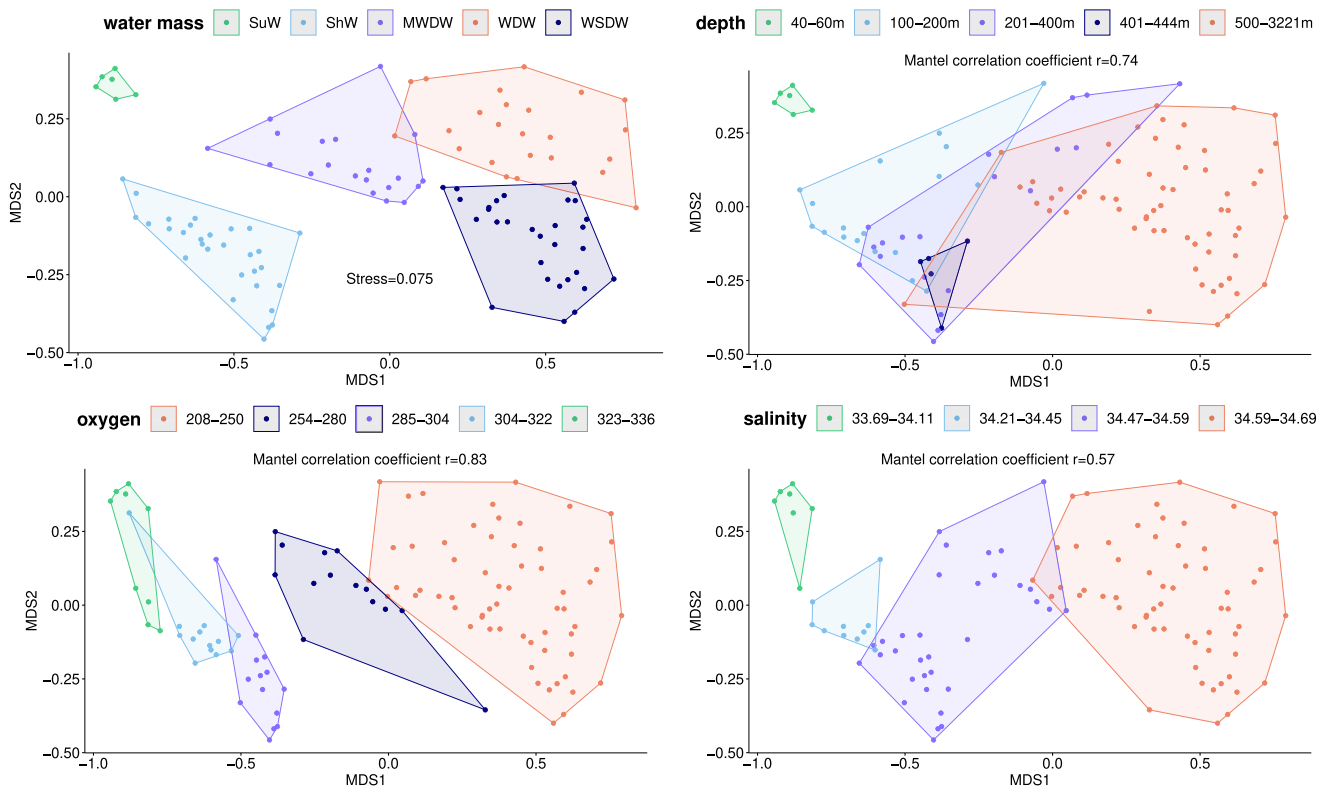 water mass SuW ShW MWDW WDW WSDW
0.25
0.00
−0.25
−0.50
MDS2
Stress=0.075
−1.0 −0.5 0.0 0.5
MDS1
depth 40−60m 100−200m 201−400m 401−444m 500−3221m
Mantel correlation coefficient r=0.74
0.25
0.00
−0.25
−0.50
MDS2
−1.0 −0.5 0.0 0.5
MDS1
oxygen 208−250 254−280 285−304 304−322 323−336
Mantel correlation coefficient r=0.83
0.25
0.00
−0.25
−0.50
MDS2
−1.0 −0.5 0.0 0.5
MDS1
salinity 33.69−34.11 34.21−34.45 34.47−34.59 34.59−34.69
Mantel correlation coefficient r=0.57
0.25
0.00
−0.25
−0.50
MDS2
−1.0 −0.5 0.0 0.5
MDS1